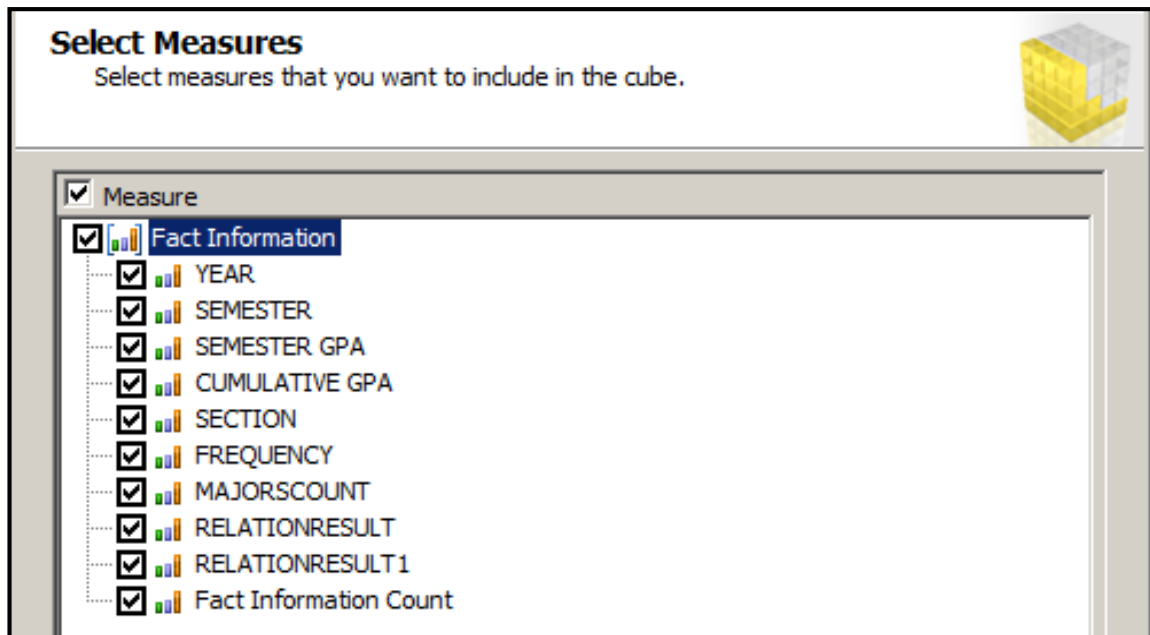 Select Measures
Select measures that you want to include in the cube.
Measure
Fact Information
YEAR
SEMESTER
SEMESTER GPA
CUMULATIVE GPA
SECTION
FREQUENCY
MAJORSCOUNT
RELATIONRESULT
RELATIONRESULT1
Fact Information Count